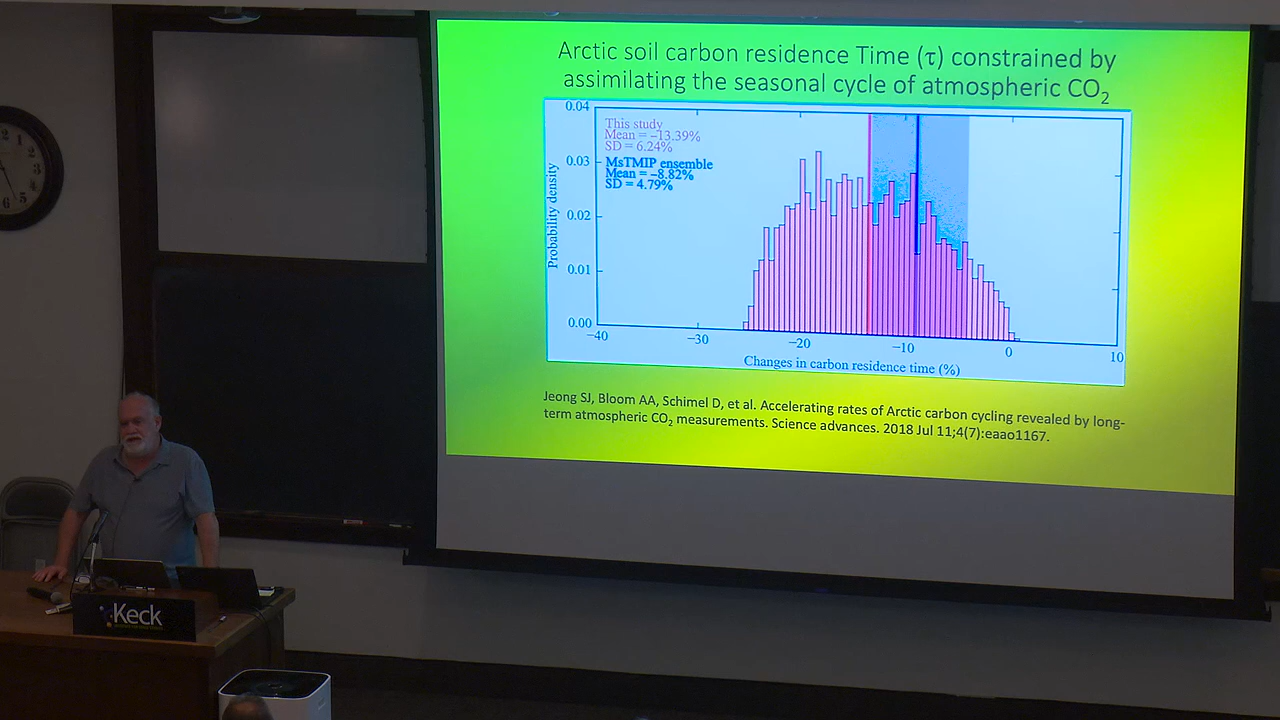 Arctic soil carbon residence Time (τ) constrained by
assimilating the seasonal cycle of atmospheric CO2
0.04
0.03
0.02
0.01
0.00
Probability density
This study
Mean = –13.39%
SD = 6.24%
MsTMIP ensemble
Mean = –8.82%
SD = 4.79%
–40
–30
–20
–10
0
10
Changes in carbon residence time (%)
Jeong SJ, Bloom AA, Schimel D, et al. Accelerating rates of Arctic carbon cycling revealed by long-
term atmospheric CO2 measurements. Science advances. 2018 Jul 11;4(7):eaao1167.
Keck